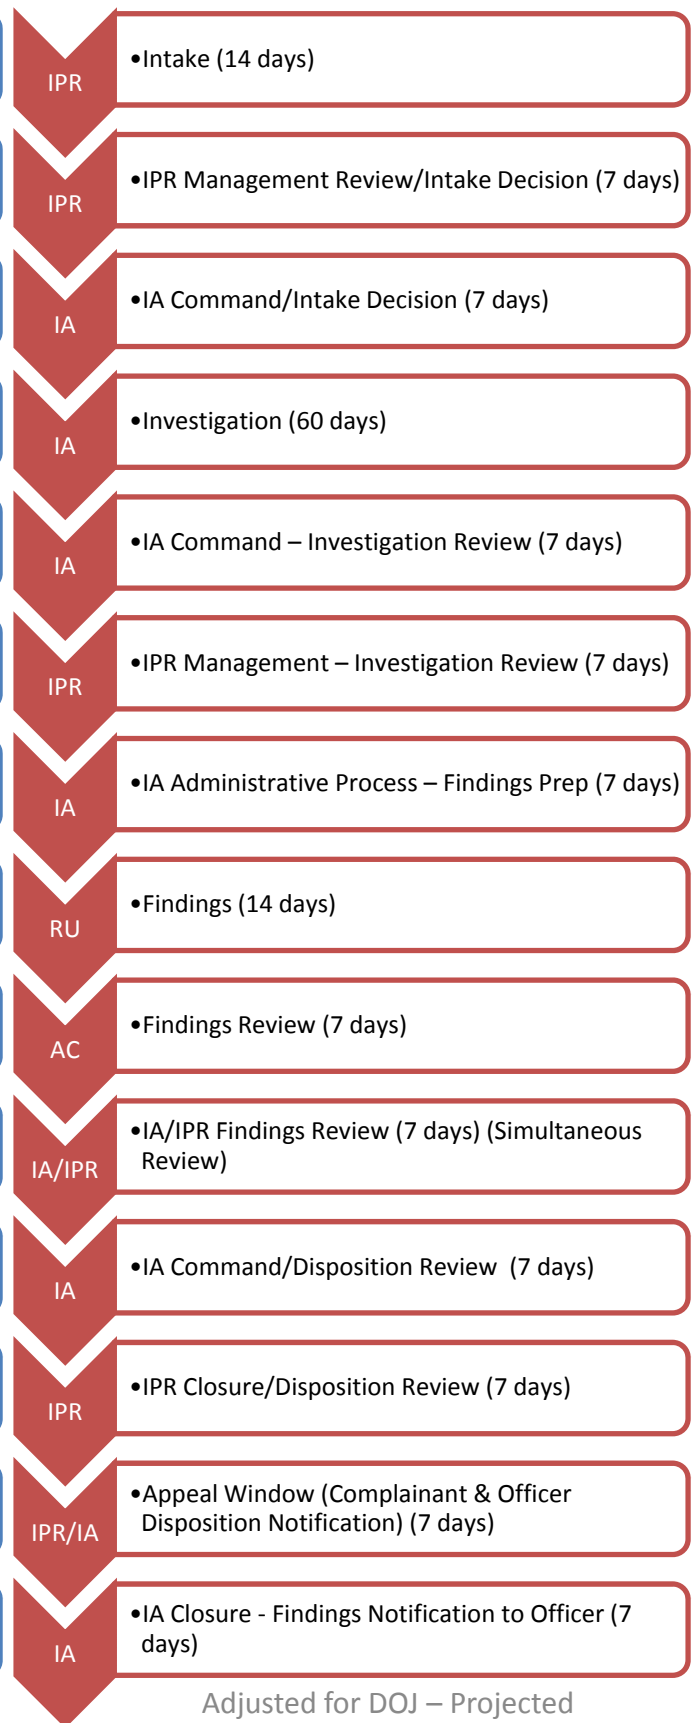 IPR
•Intake (14 days)
IPR
•IPR Management Review/Intake Decision (7 days)
IA
•IA Command/Intake Decision (7 days)
IA
•Investigation (60 days)
IA
•IA Command – Investigation Review (7 days)
IPR
•IPR Management – Investigation Review (7 days)
IA
•IA Administrative Process – Findings Prep (7 days)
RU
•Findings (14 days)
AC
•Findings Review (7 days)
IA/IPR
•IA/IPR Findings Review (7 days) (Simultaneous
Review)
IA
•IA Command/Disposition Review (7 days)
IPR
•IPR Closure/Disposition Review (7 days)
IPR/IA
•Appeal Window (Complainant & Officer
Disposition Notification) (7 days)
IA
•IA Closure - Findings Notification to Officer (7
days)
Adjusted for DOJ – Projected